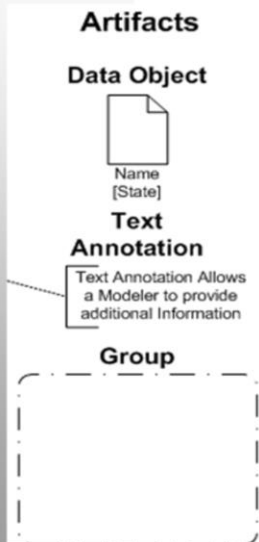 Artifacts
Data Object
Name
[State]
Text
Annotation
Text Annotation Allows
a Modeler to provide
additional Information
Group